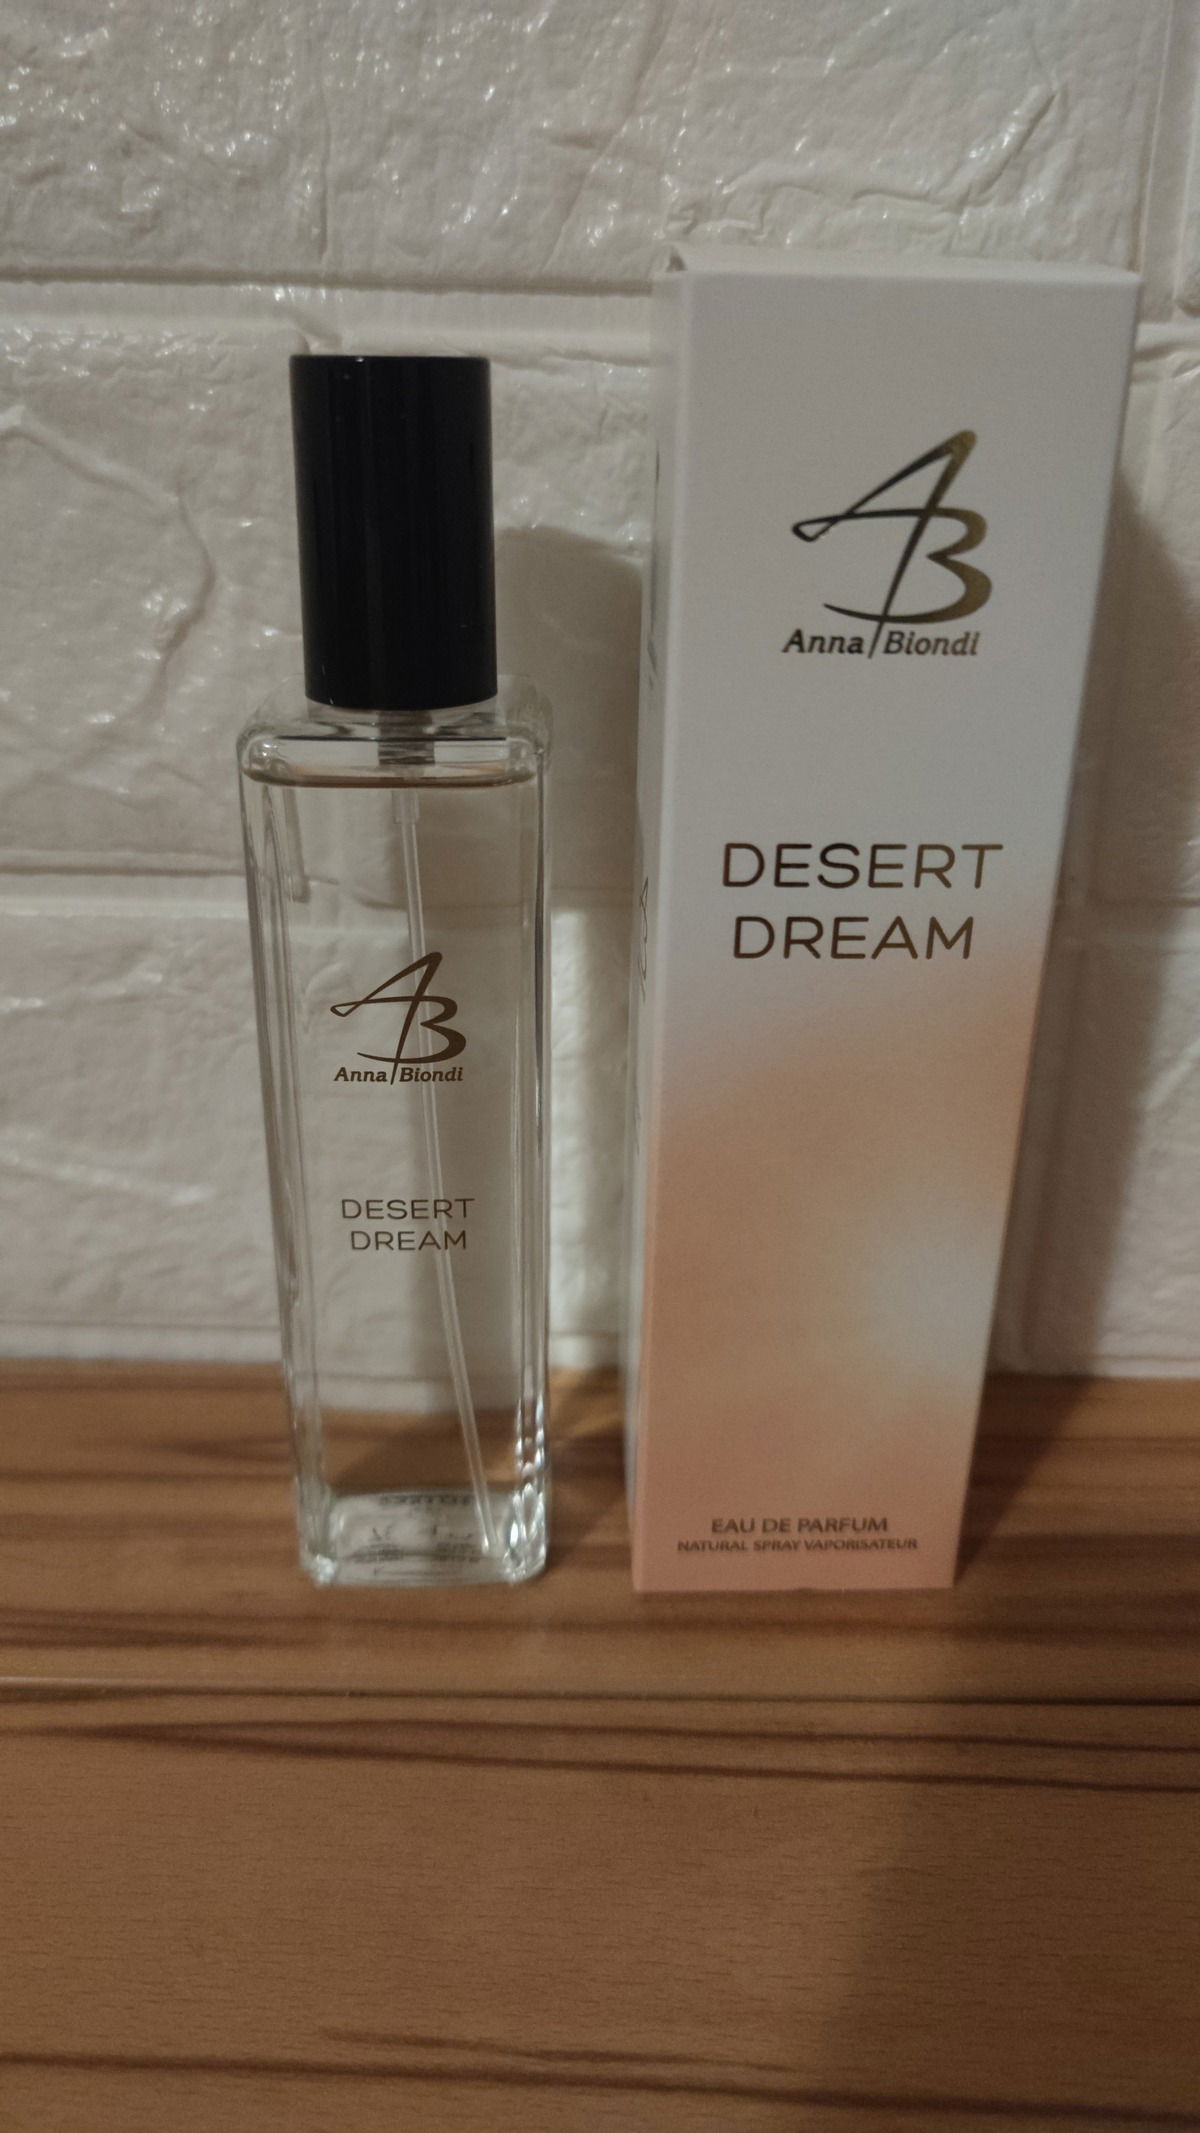 AB
Anna Biondi
DESERT
DREAM
AB
Anna Biondi
DESERT
DREAM
EAU DE PARFUM
NATURAL SPRAY VAPORISATEUR